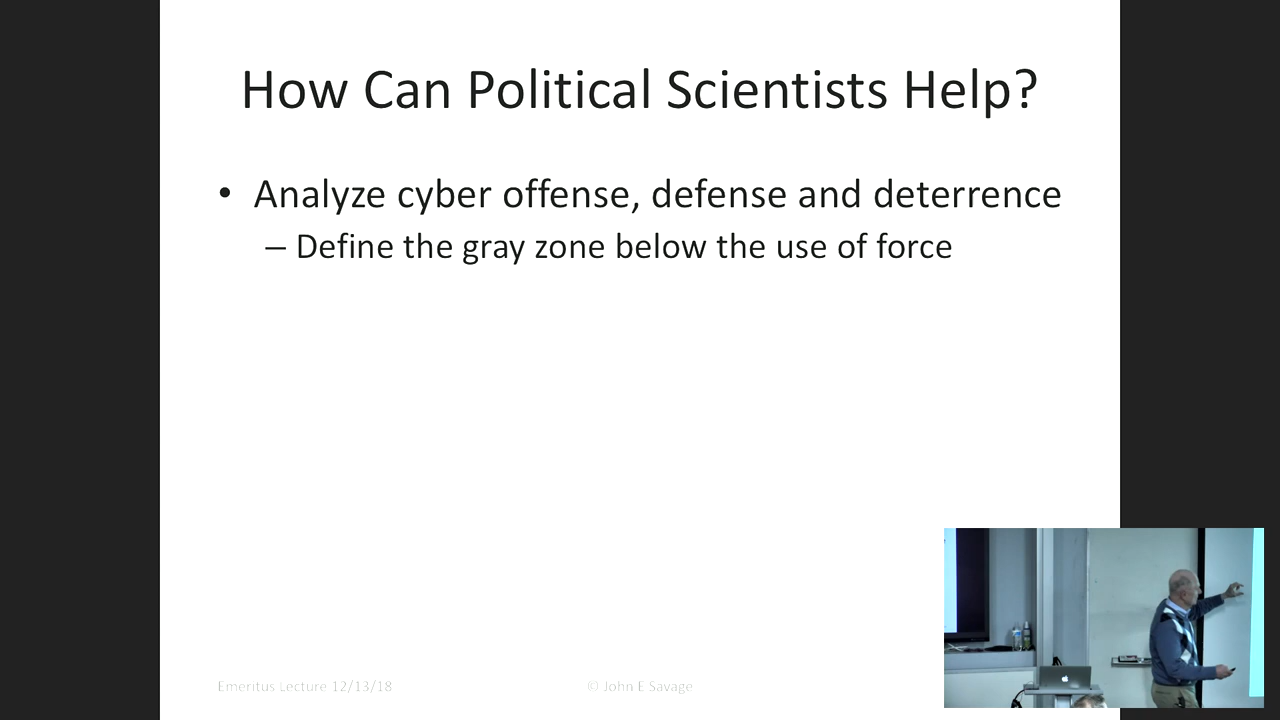 How Can Political Scientists Help?
• Analyze cyber offense, defense and deterrence
– Define the gray zone below the use of force
Emeritus Lecture 12/13/18
© John E Savage